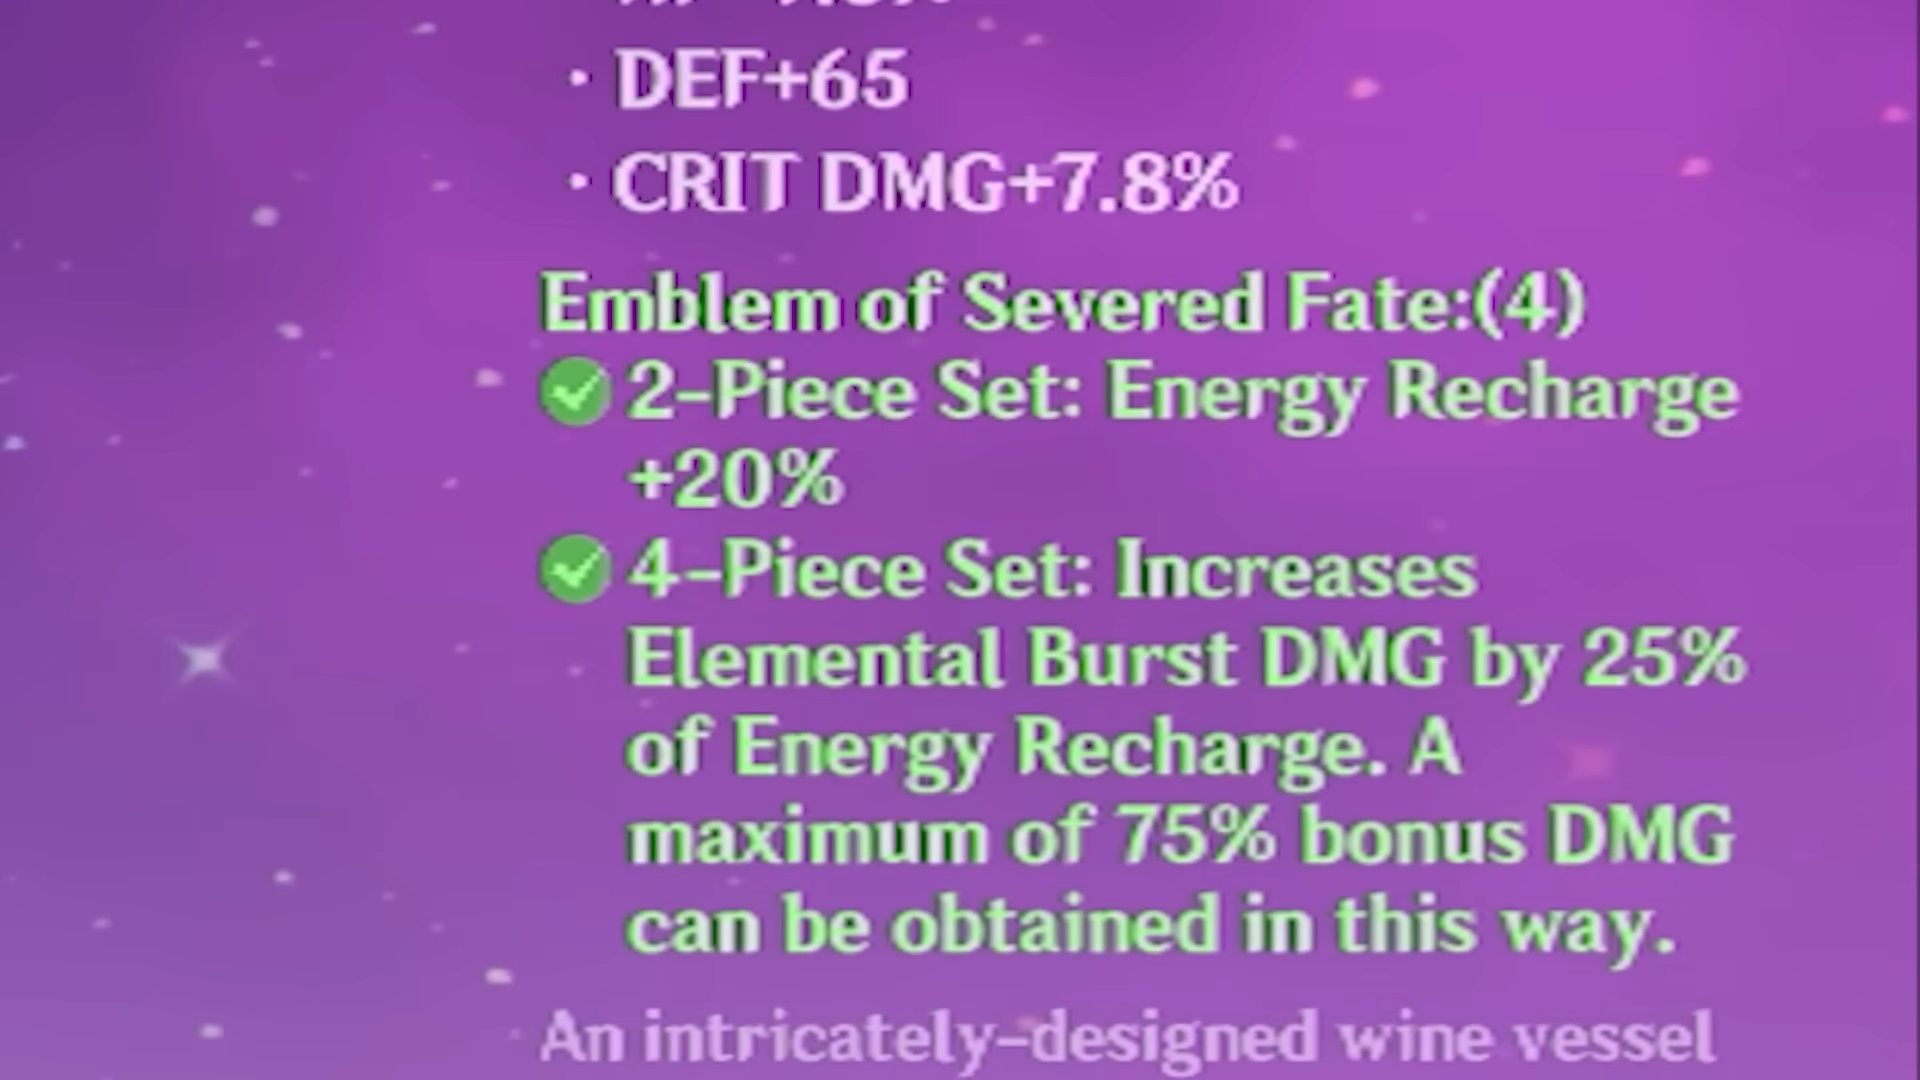 · DEF+65
· CRIT DMG+7.8%
Emblem of Severed Fate:(4)
2-Piece Set: Energy Recharge
+20%
4-Piece Set: Increases
Elemental Burst DMG by 25%
of Energy Recharge. A
maximum of 75% bonus DMG
can be obtained in this way.
An intricately-designed wine vessel